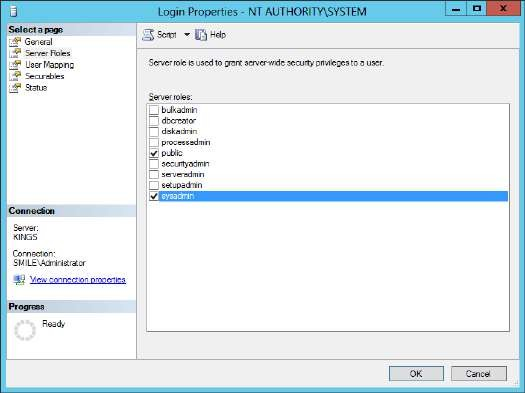 Login Properties - NT AUTHORITY\SYSTEM
Select a page
General
Server Roles
User Mapping
Securables
Status
Script
Help
Server role is used to grant server-wide security privileges to a user.
Server roles:
bulkadmin
dbcreator
diskadmin
processadmin
public
securityadmin
serveradmin
setupadmin
sysadmin
Connection
Server:
KINGS
Connection:
SMILE\Administrator
View connection properties
Progress
Ready
OK
Cancel